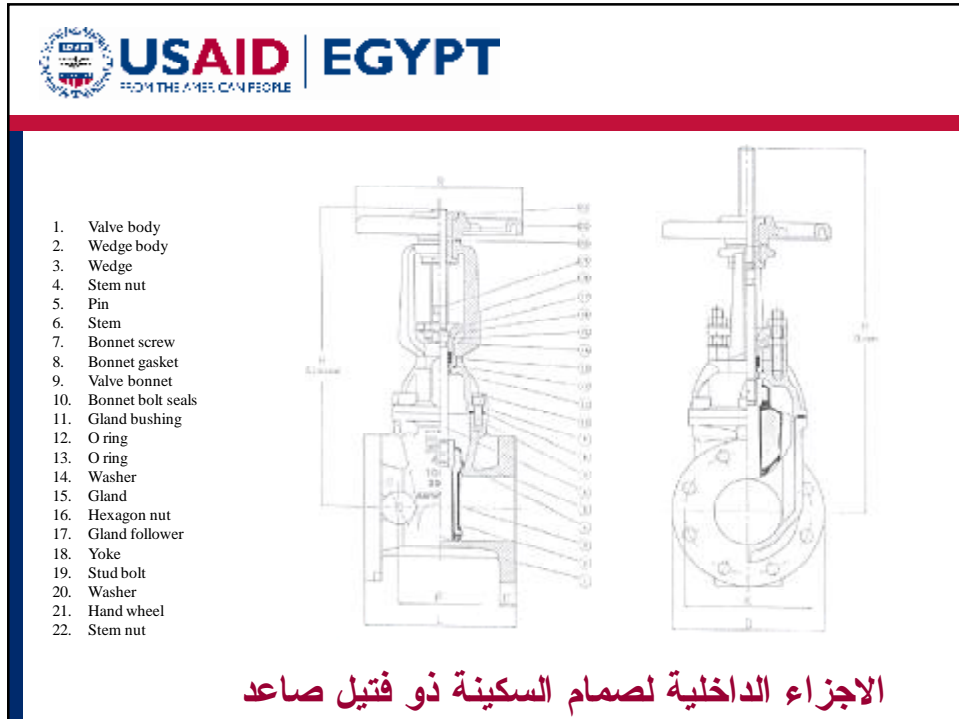 USAID | EGYPT
FROM THE AMERICAN PEOPLE
1. Valve body
2. Wedge body
3. Wedge
4. Stem nut
5. Pin
6. Stem
7. Bonnet screw
8. Bonnet gasket
9. Valve bonnet
10. Bonnet bolt seals
11. Gland bushing
12. O ring
13. O ring
14. Washer
15. Gland
16. Hexagon nut
17. Gland follower
18. Yoke
19. Stud bolt
20. Washer
21. Hand wheel
22. Stem nut
الاجزاء الداخلية لصمام السكينة ذو فتيل صاعد